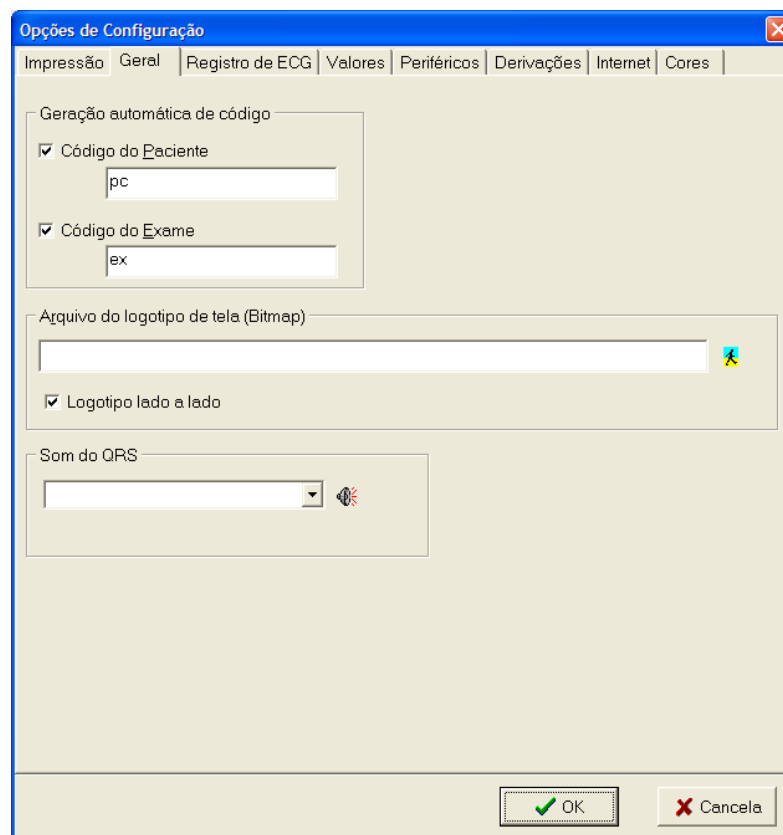 Opções de Configuração
Impressão Geral Registro de ECG Valores Periféricos Derivações Internet Cores
Geração automática de código
Código do Paciente
pc
Código do Exame
ex
Arquivo do logotipo de tela (Bitmap)
Logotipo lado a lado
Som do QRS
OK Cancela